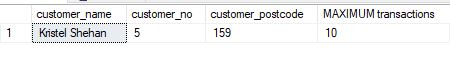 customer_name customer_no customer_postcode MAXIMUM transactions
1 Kristel Shehan 5 159 10